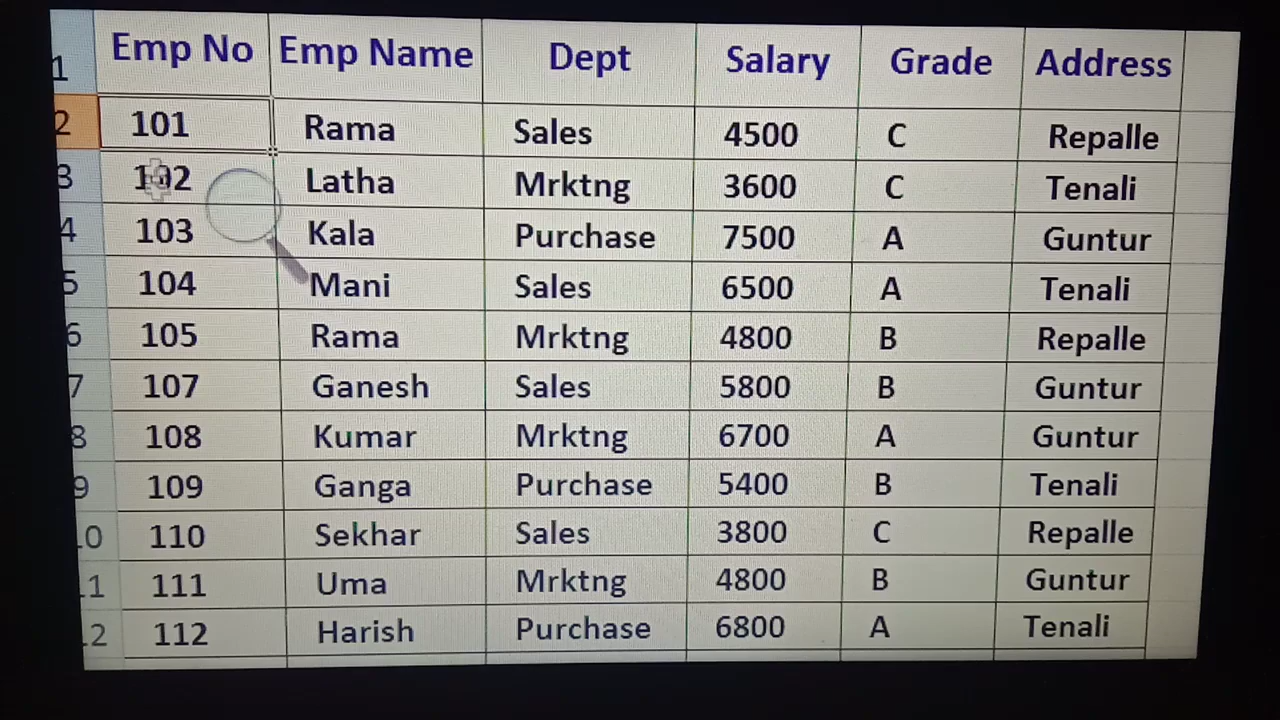 1 Emp No Emp Name Dept Salary Grade Address
2 101 Rama Sales 4500 C Repalle
3 102 Latha Mrktng 3600 C Tenali
4 103 Kala Purchase 7500 A Guntur
5 104 Mani Sales 6500 A Tenali
6 105 Rama Mrktng 4800 B Repalle
7 107 Ganesh Sales 5800 B Guntur
8 108 Kumar Mrktng 6700 A Guntur
9 109 Ganga Purchase 5400 B Tenali
10 110 Sekhar Sales 3800 C Repalle
11 111 Uma Mrktng 4800 B Guntur
12 112 Harish Purchase 6800 A Tenali